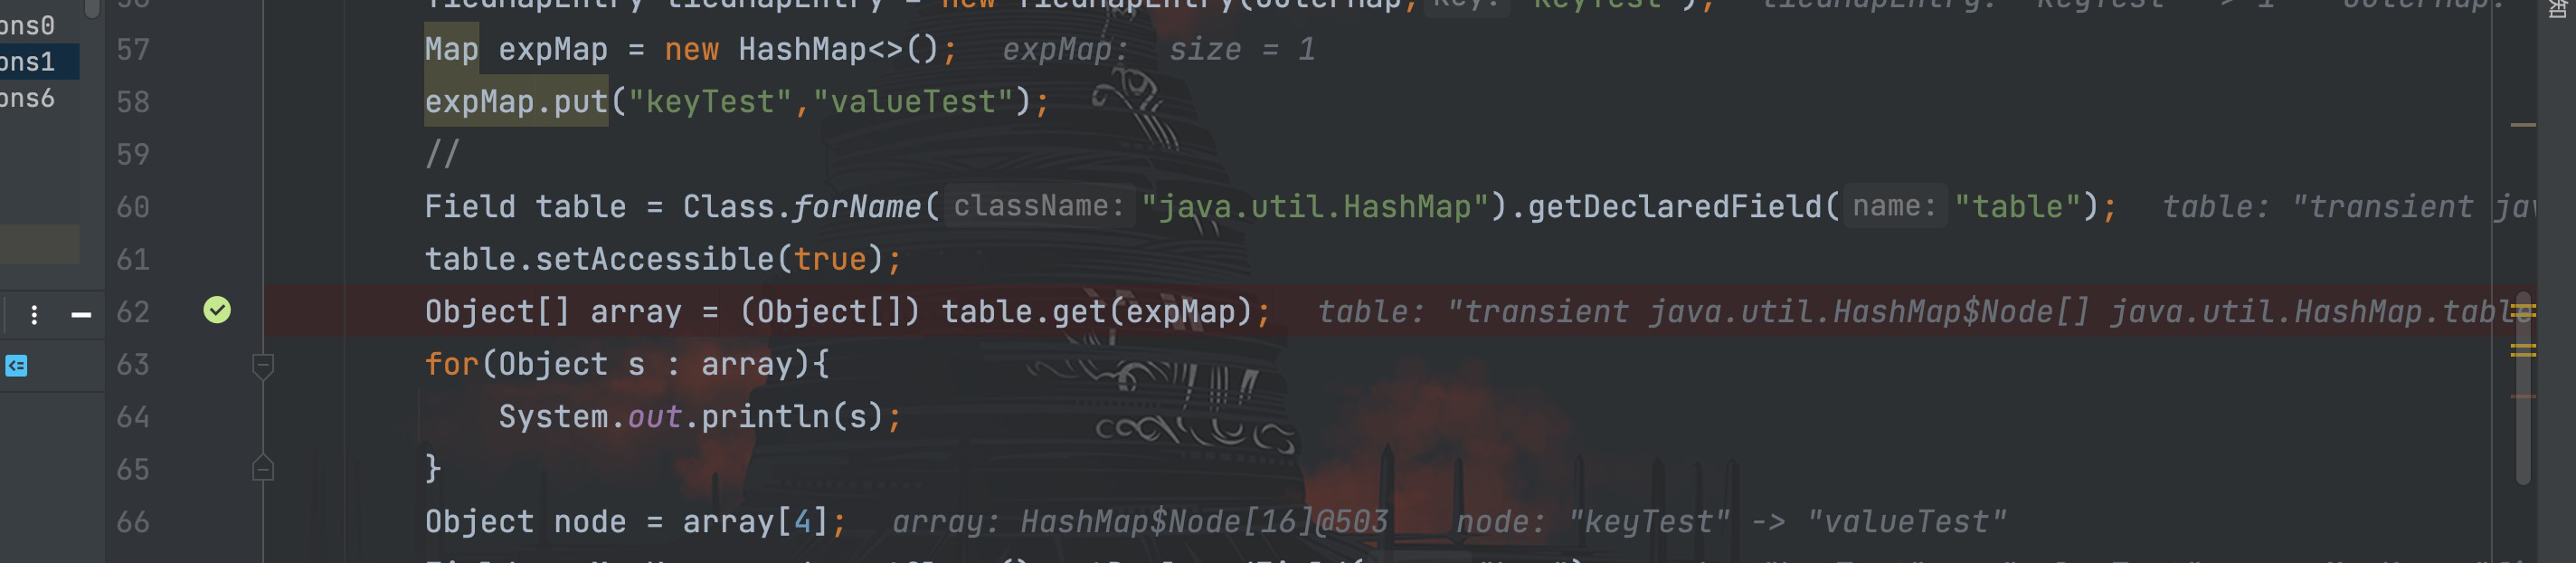 ons0
ons1
ons6
56 TiedMapEntry tiedMapEntry = new TiedMapEntry(outerMap, key: "keyTest"); tiedMapEntry: "keyTest" -> 1 outerMap:
57 Map expMap = new HashMap<>(); expMap: size = 1
58 expMap.put("keyTest","valueTest");
59 //
60 Field table = Class.forName( className: "java.util.HashMap").getDeclaredField( name: "table"); table: "transient jav
61 table.setAccessible(true);
62 Object[] array = (Object[]) table.get(expMap); table: "transient java.util.HashMap$Node[] java.util.HashMap.table
63 for(Object s : array){
64 System.out.println(s);
65 }
66 Object node = array[4]; array: HashMap$Node[16]@503 node: "keyTest" -> "valueTest"